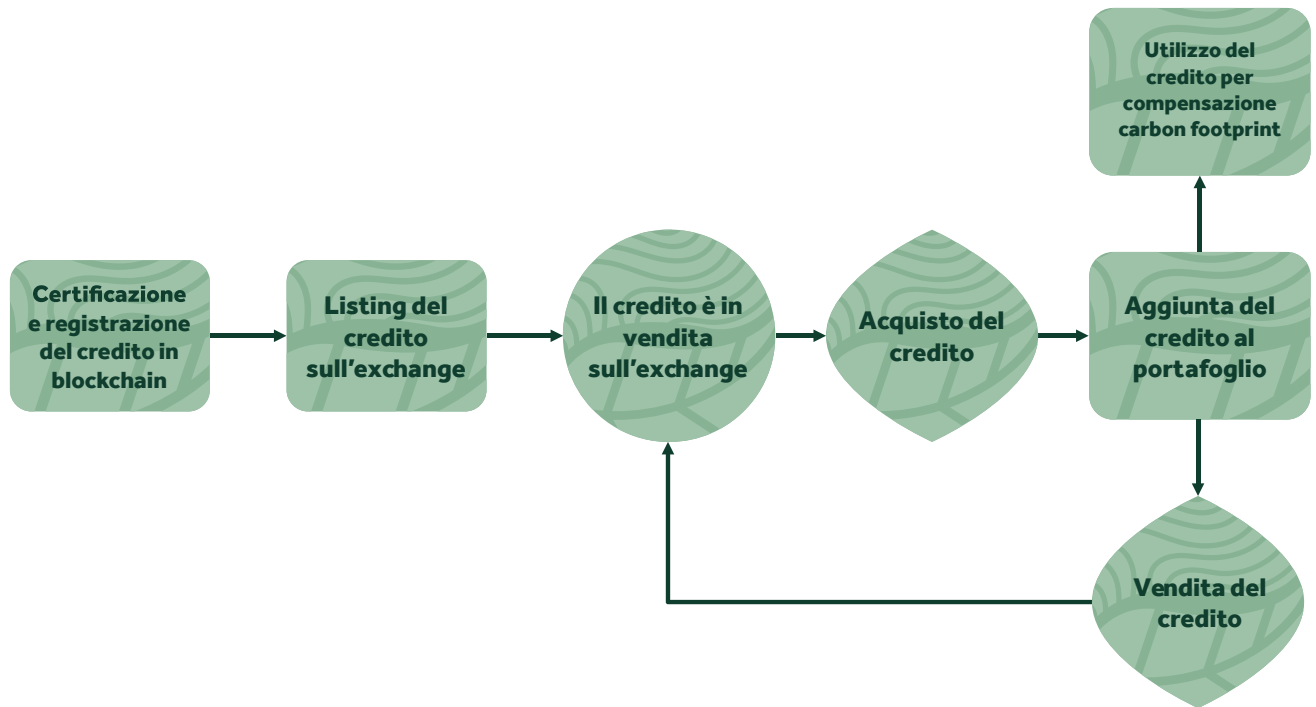 Utilizzo del
credito per
compensazione
carbon footprint
Certificazione
e registrazione
del credito in
blockchain
Listing del
credito
sull'exchange
Il credito è in
vendita
sull'exchange
Acquisto del
credito
Aggiunta del
credito al
portafoglio
Vendita del
credito